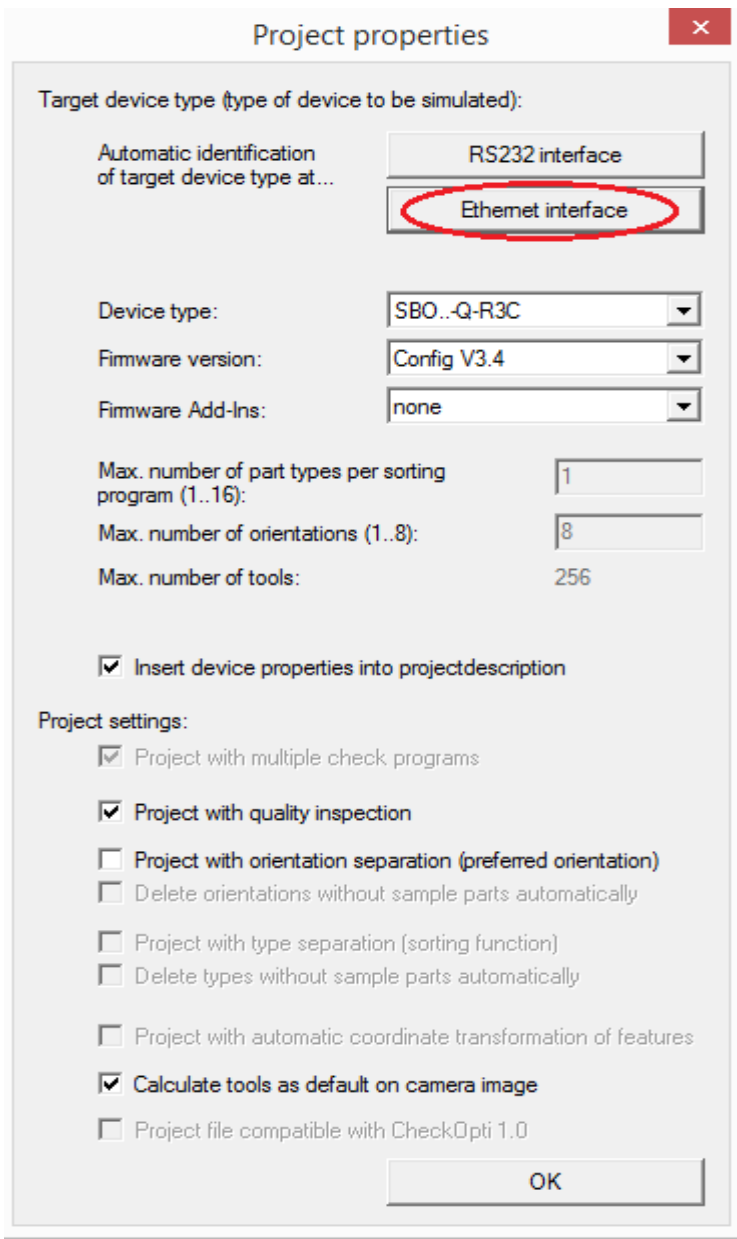 Project properties
Target device type (type of device to be simulated):
Automatic identification
of target device type at...
RS232 interface
Ethernet interface
Device type:
SBO..-Q-R3C
Firmware version:
Config V3.4
Firmware Add-Ins:
none
Max. number of part types per sorting
program (1..16):
1
Max. number of orientations (1..8):
8
Max. number of tools:
256
Insert device properties into projectdescription
Project settings:
Project with multiple check programs
Project with quality inspection
Project with orientation separation (preferred orientation)
Delete orientations without sample parts automatically
Project with type separation (sorting function)
Delete types without sample parts automatically
Project with automatic coordinate transformation of features
Calculate tools as default on camera image
Project file compatible with CheckOpti 1.0
OK